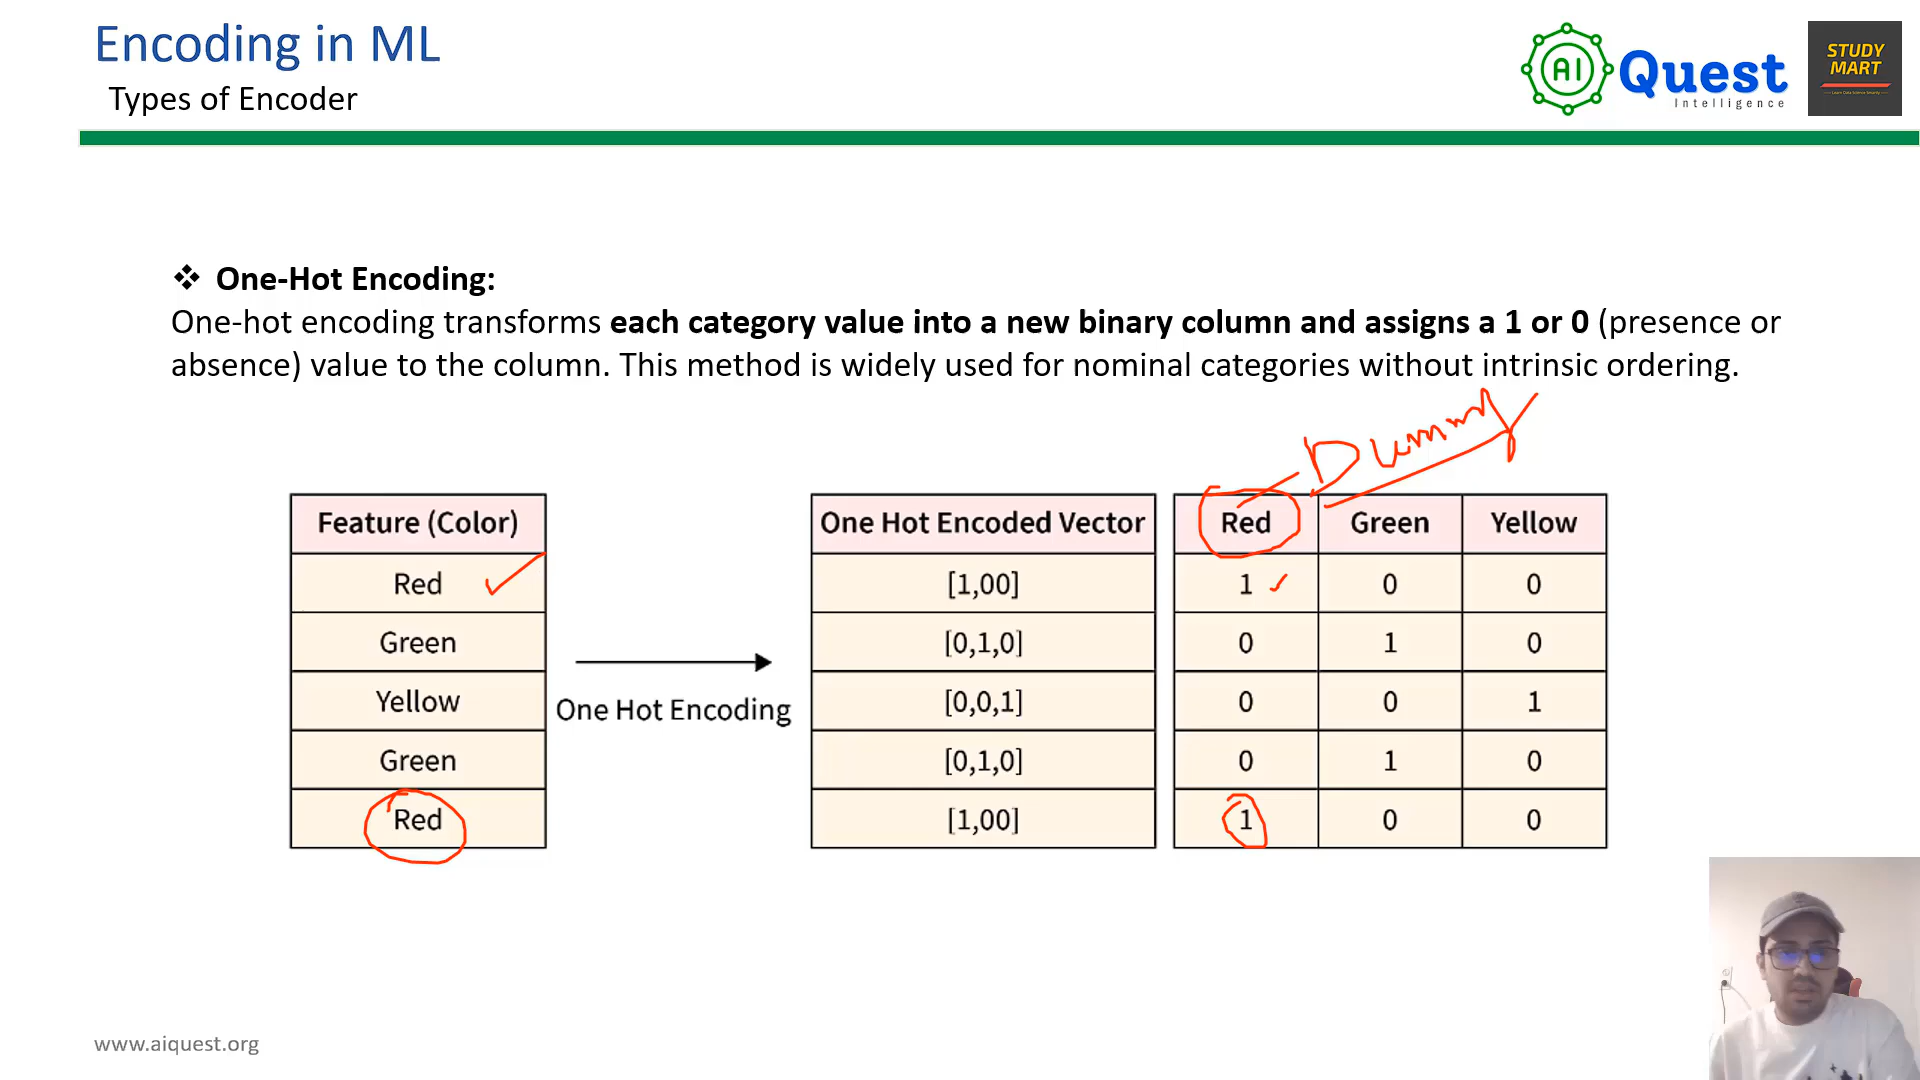 Encoding in ML
Types of Encoder
AI Quest
Intelligence
STUDY
MART
❖ One-Hot Encoding:
One-hot encoding transforms each category value into a new binary column and assigns a 1 or 0 (presence or
absence) value to the column. This method is widely used for nominal categories without intrinsic ordering.
Dummy
Feature (Color)
Red
Green
Yellow
Green
Red
One Hot Encoding
One Hot Encoded Vector
[1,00]
[0,1,0]
[0,0,1]
[0,1,0]
[1,00]
Red Green Yellow
1 0 0
0 1 0
0 0 1
0 1 0
1 0 0
www.aiquest.org